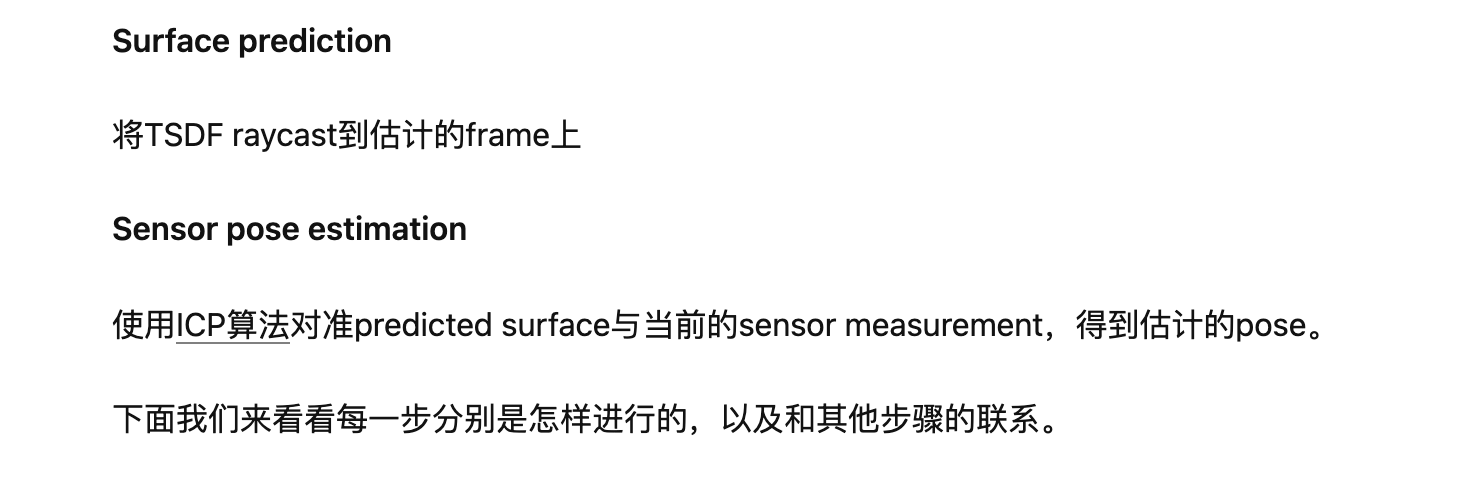 Surface prediction
将TSDF raycast到估计的frame上
Sensor pose estimation
使用ICP算法对准predicted surface与当前的sensor measurement，得到估计的pose。
下面我们来看看每一步分别是怎样进行的，以及和其他步骤的联系。